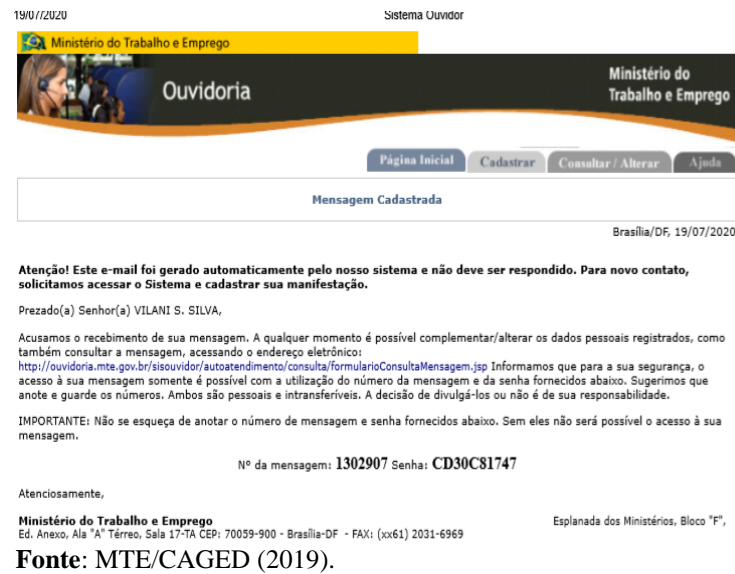 19/07/2020 Sistema Ouvidor
Ministério do Trabalho e Emprego
Ouvidoria
Ministério do
Trabalho e Emprego
Página Inicial Cadastrar Consultar / Alterar Ajuda
Mensagem Cadastrada
Brasília/DF, 19/07/2020
Atenção! Este e-mail foi gerado automaticamente pelo nosso sistema e não deve ser respondido. Para novo contato,
solicitamos acessar o Sistema e cadastrar sua manifestação.
Prezado(a) Senhor(a) VILANI S. SILVA,
Acusamos o recebimento de sua mensagem. A qualquer momento é possível complementar/alterar os dados pessoais registrados, como
também consultar a mensagem, acessando o endereço eletrônico:
http://ouvidoria.mte.gov.br/sisouvidor/autoatendimento/consulta/formularioConsultaMensagem.jsp Informamos que para a sua segurança, o
acesso à sua mensagem somente é possível com a utilização do número da mensagem e da senha fornecidos abaixo. Sugerimos que
anote e guarde os números. Ambos são pessoais e intransferíveis. A decisão de divulgá-los ou não é de sua responsabilidade.
IMPORTANTE: Não se esqueça de anotar o número de mensagem e senha fornecidos abaixo. Sem eles não será possível o acesso à sua
mensagem.
Nº da mensagem: 1302907 Senha: CD30C81747
Atenciosamente,
Ministério do Trabalho e Emprego Esplanada dos Ministérios, Bloco "F",
Ed. Anexo, Ala "A" Térreo, Sala 17-TA CEP: 70059-900 - Brasília-DF - FAX: (xx61) 2031-6969
Fonte: MTE/CAGED (2019).